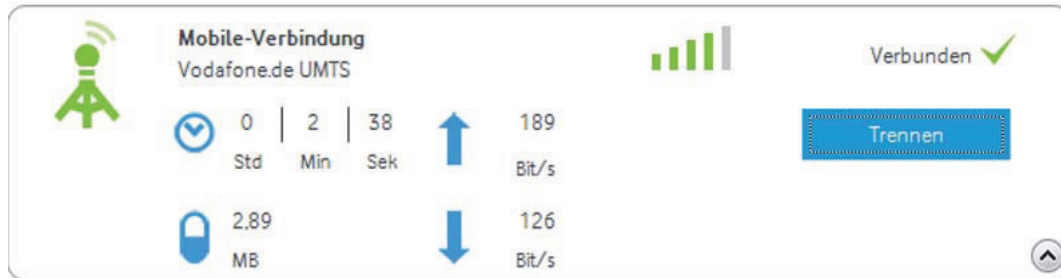 Mobile-Verbindung
Vodafone.de UMTS
Verbunden
0 2 38
Std Min Sek
189
Bit/s
Trennen
2,89
MB
126
Bit/s